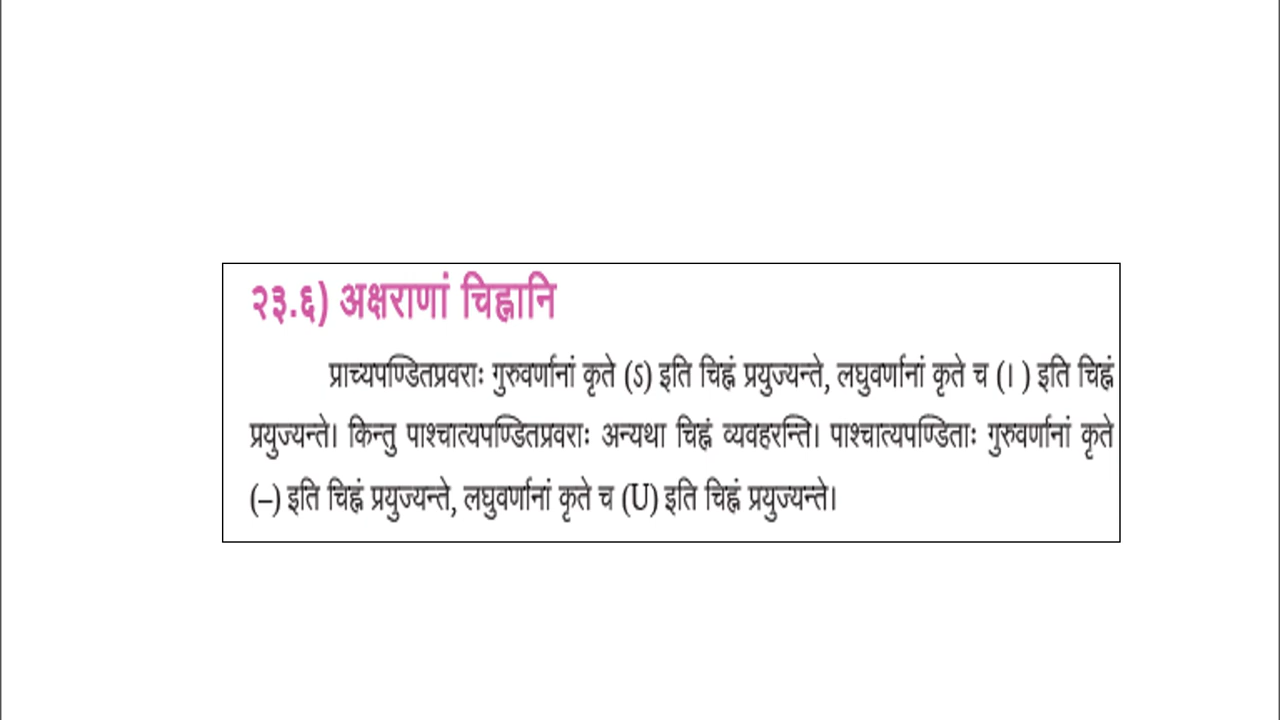 २३.६) अक्षराणां चिह्नानि
प्राच्यपण्डितप्रवराः गुरुवर्णानां कृते (ऽ) इति चिह्नं प्रयुज्यन्ते, लघुवर्णानां कृते च (। ) इति चिह्नं
प्रयुज्यन्ते। किन्तु पाश्चात्यपण्डितप्रवराः अन्यथा चिह्नं व्यवहरन्ति। पाश्चात्यपण्डिताः गुरुवर्णानां कृते
(–) इति चिह्नं प्रयुज्यन्ते, लघुवर्णानां कृते च (U) इति चिह्नं प्रयुज्यन्ते।